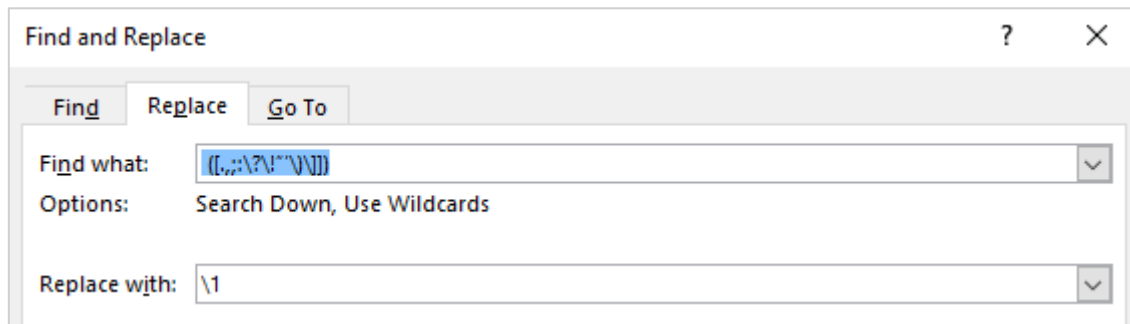 Find and Replace ? ×
Find Replace Go To
Find what: ([.,;:\?\!”’\)\]])
Options: Search Down, Use Wildcards
Replace with: \1